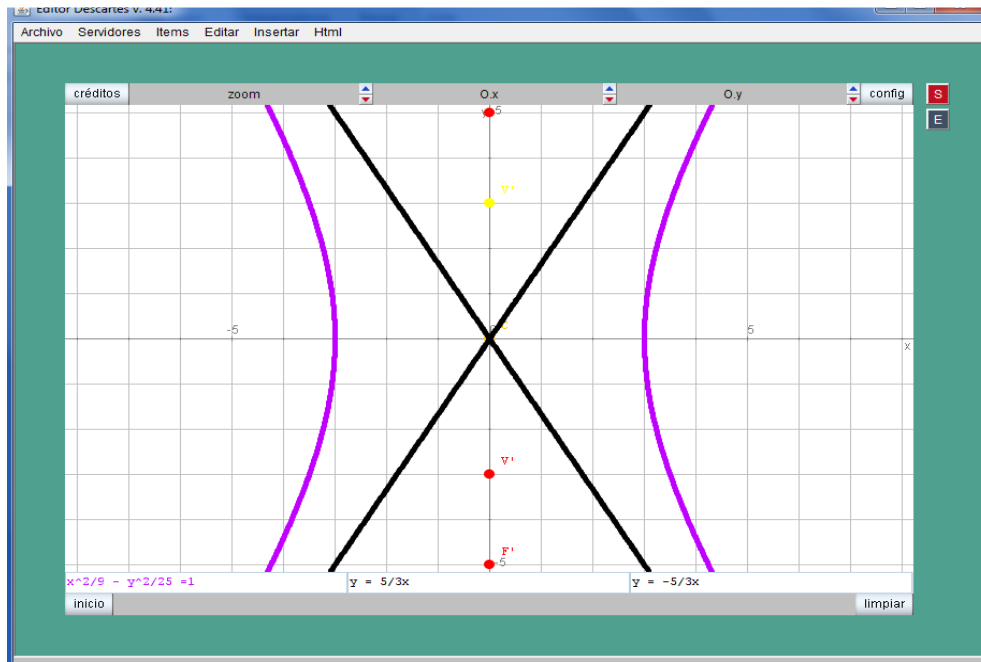 Editor Descartes v. 4.41:
Archivo Servidores Items Editar Insertar Html
créditos zoom O.x O.y config
S
E
y 5
V'
C
-5 5
x
V'
F'
-5
x^2/9 - y^2/25 =1 y = 5/3x y = -5/3x
inicio limpiar